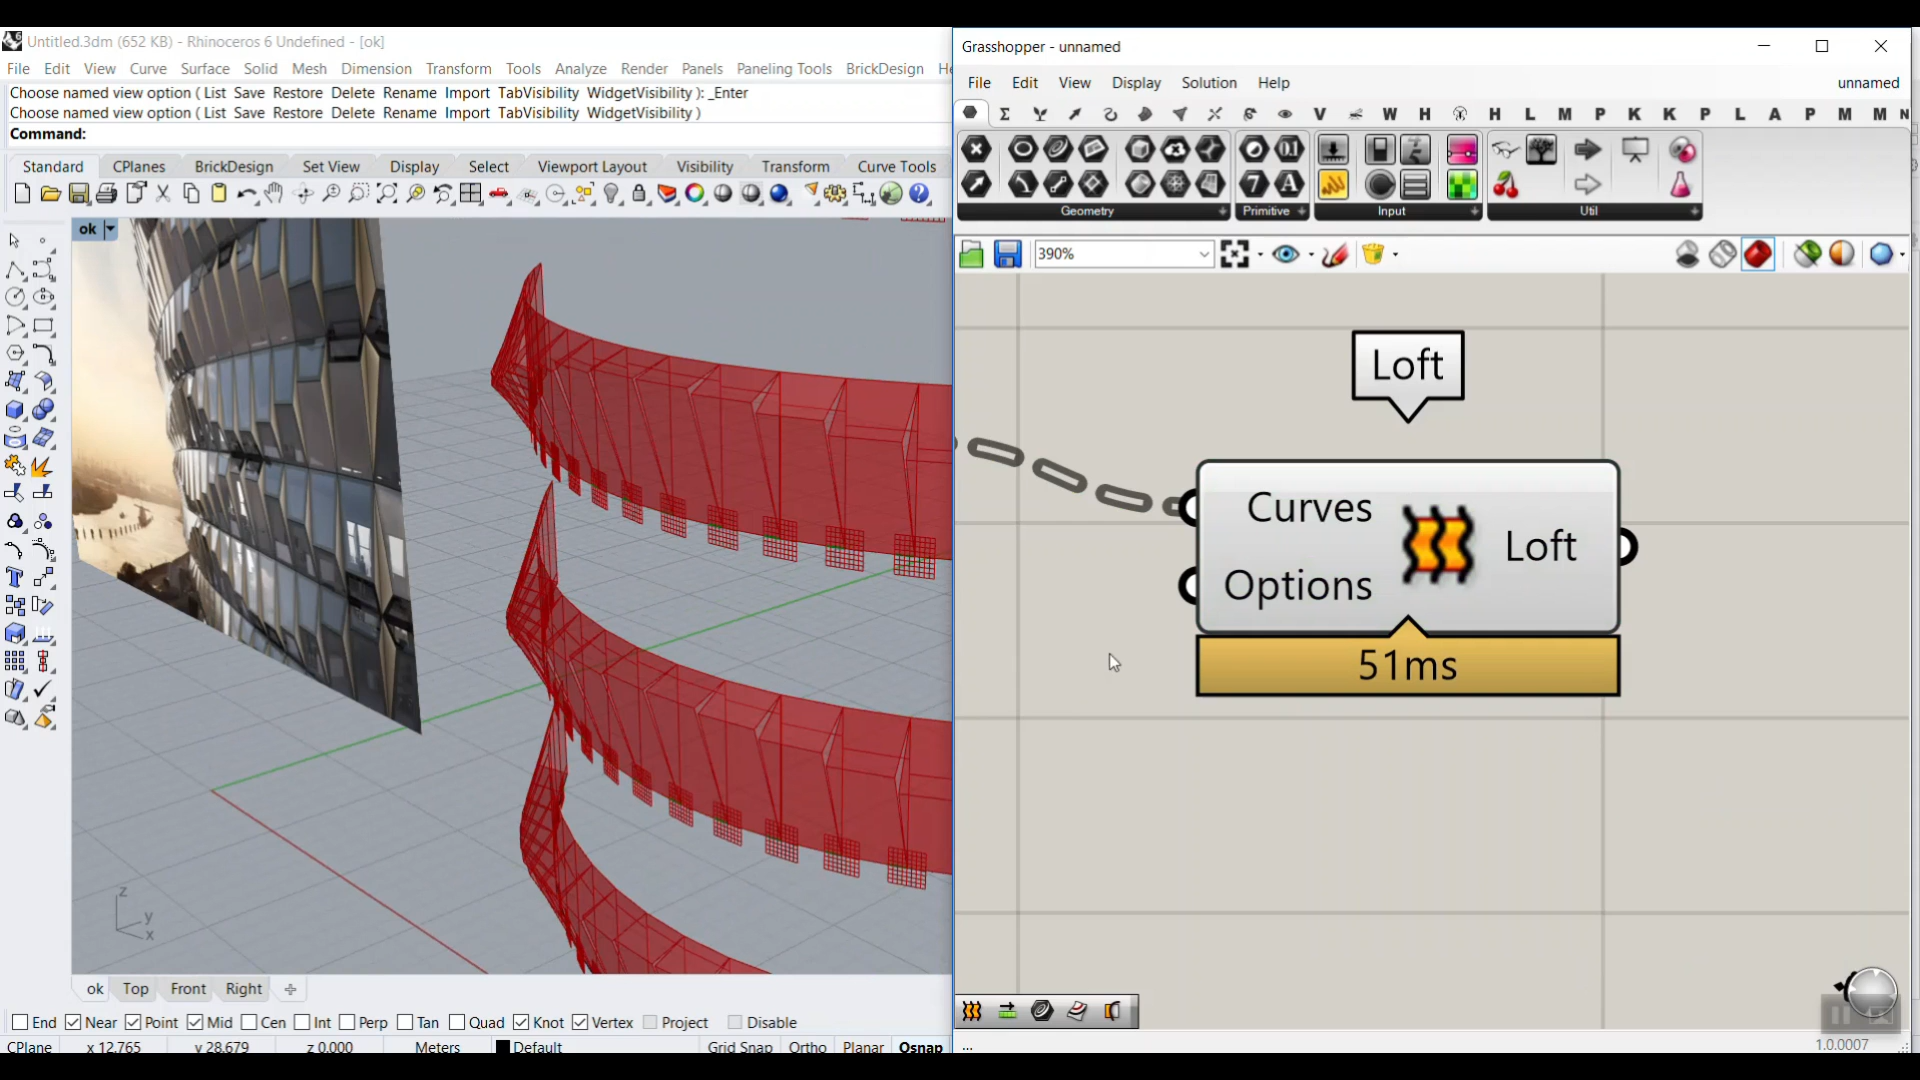 Untitled.3dm (652 KB) - Rhinoceros 6 Undefined - [ok]
File Edit View Curve Surface Solid Mesh Dimension Transform Tools Analyze Render Panels Paneling Tools BrickDesign He
Choose named view option ( List Save Restore Delete Rename Import TabVisibility WidgetVisibility ): _Enter
Choose named view option ( List Save Restore Delete Rename Import TabVisibility WidgetVisibility )
Command:
Standard CPlanes BrickDesign Set View Display Select Viewport Layout Visibility Transform Curve Tools
ok
z
y
x
ok Top Front Right
End Near Point Mid Cen Int Perp Tan Quad Knot Vertex Project Disable
CPlane x 12.765 y 28.679 z 0.000 Meters Default Grid Snap Ortho Planar Osnap
Grasshopper - unnamed
File Edit View Display Solution Help unnamed
V W H H L M P K K P L A P M M N
Geometry Primitive Input Util
390%
Loft
Curves
Options
Loft
51ms
...
1.0.0007